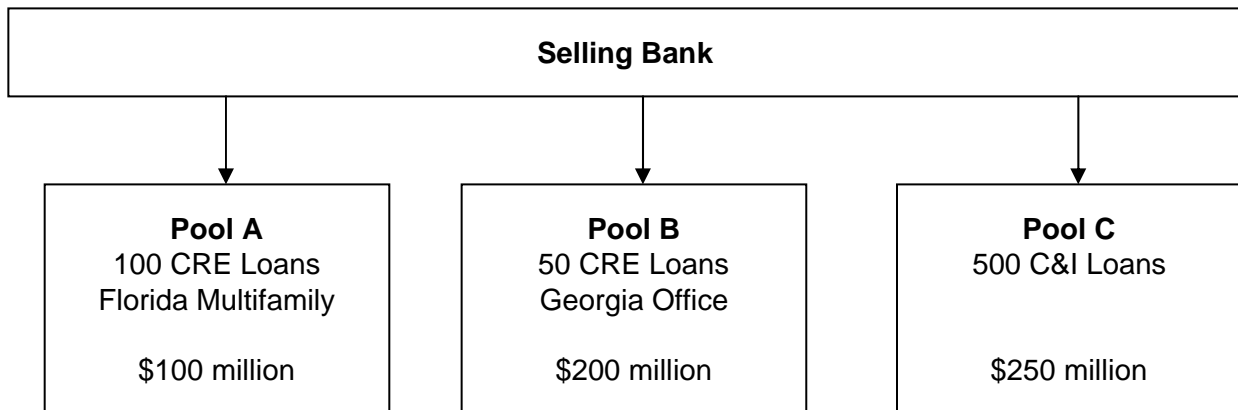 Selling Bank
Pool A
100 CRE Loans
Florida Multifamily
$100 million
Pool B
50 CRE Loans
Georgia Office
$200 million
Pool C
500 C&I Loans
$250 million